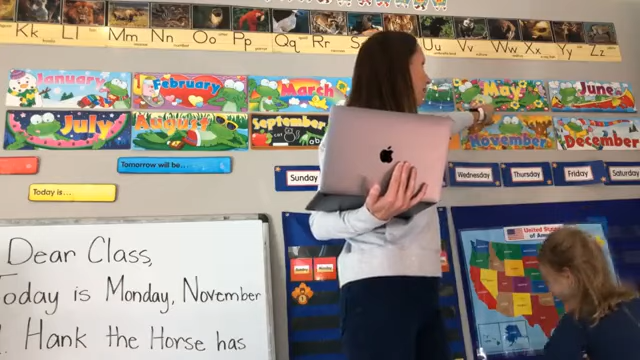 Kk Ll Mm Nn Oo Pp Qq Rr Uu Vv Ww Xx Yy Zz
January February March May June
July August September November December
Tomorrow will be...
Today is...
Sunday Wednesday Thursday Friday Saturday
United States
Dear Class,
Today is Monday, November
Hank the Horse has